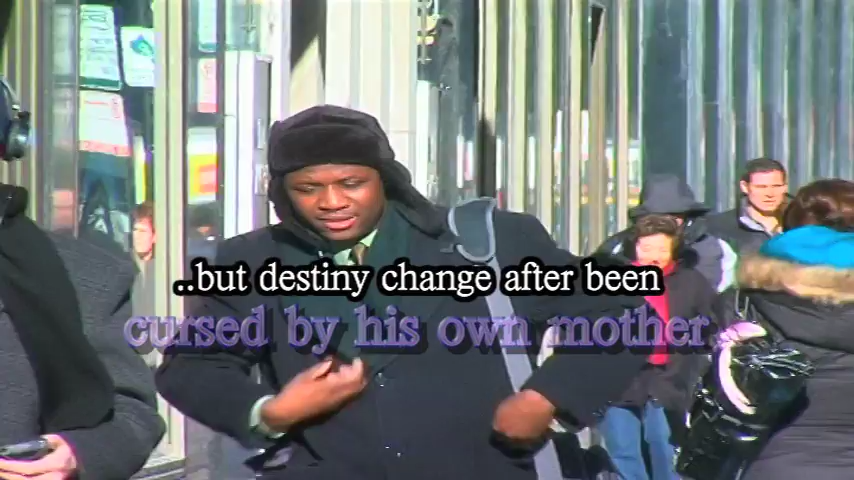 ..but destiny change after been
cursed by his own mother